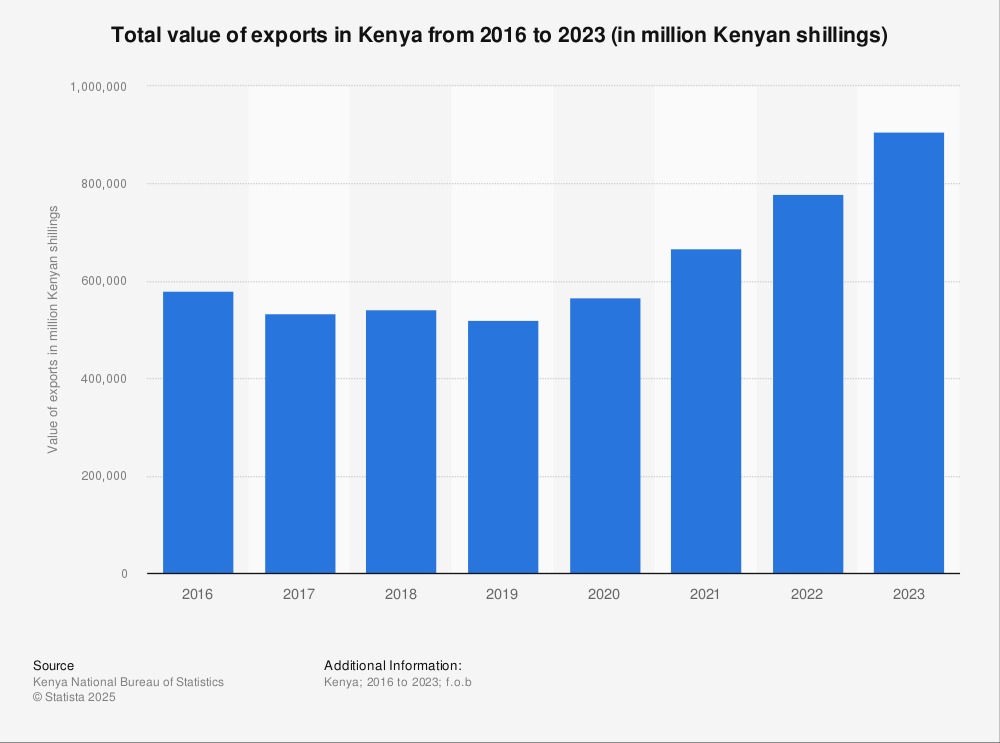 Total value of exports in Kenya from 2016 to 2023 (in million Kenyan shillings)
Value of exports in million Kenyan shillings
1,000,000
800,000
600,000
400,000
200,000
0
2016 2017 2018 2019 2020 2021 2022 2023
Source
Kenya National Bureau of Statistics
© Statista 2025
Additional Information:
Kenya; 2016 to 2023; f.o.b